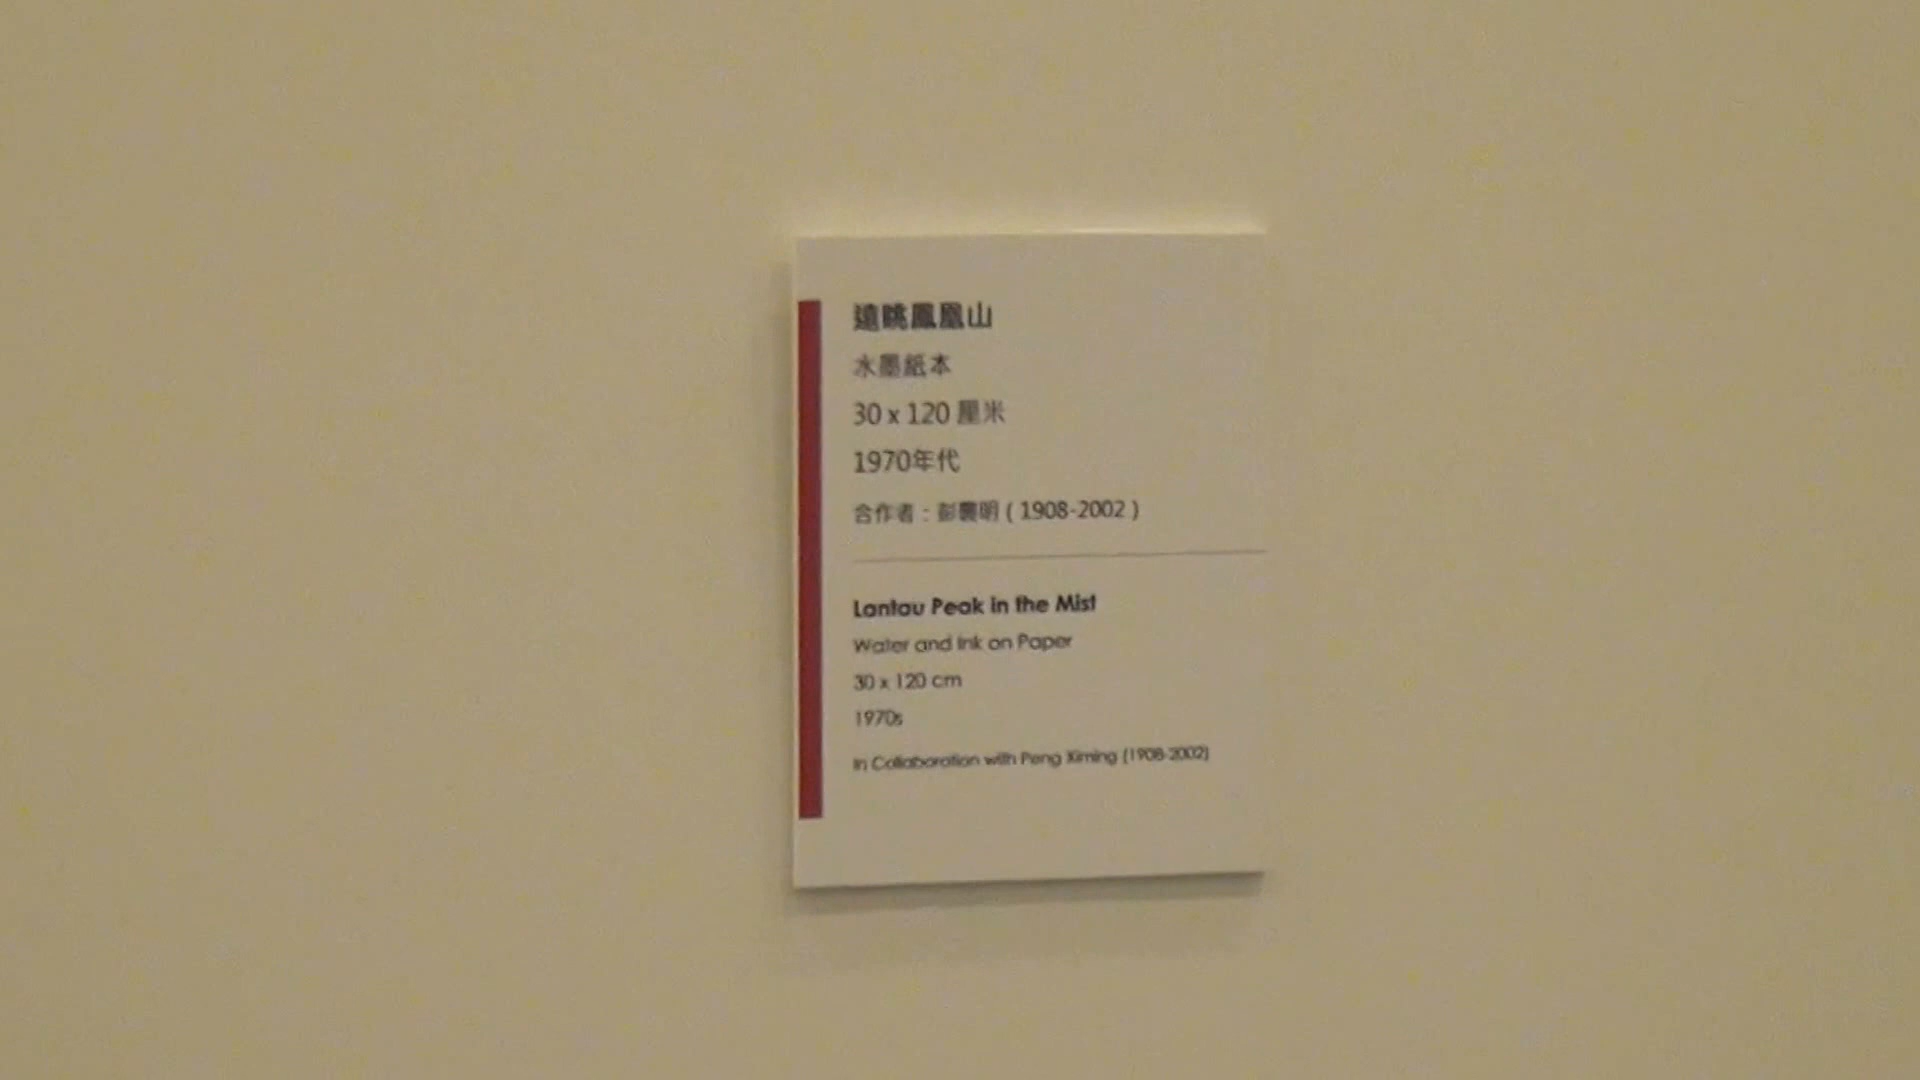 遠眺鳳凰山
水墨紙本
30 x 120 厘米
1970年代
合作者：彭襲明 ( 1908-2002 )
Lantau Peak in the Mist
Water and Ink on Paper
30 x 120 cm
1970s
In Collaboration with Peng Ximing (1908-2002)